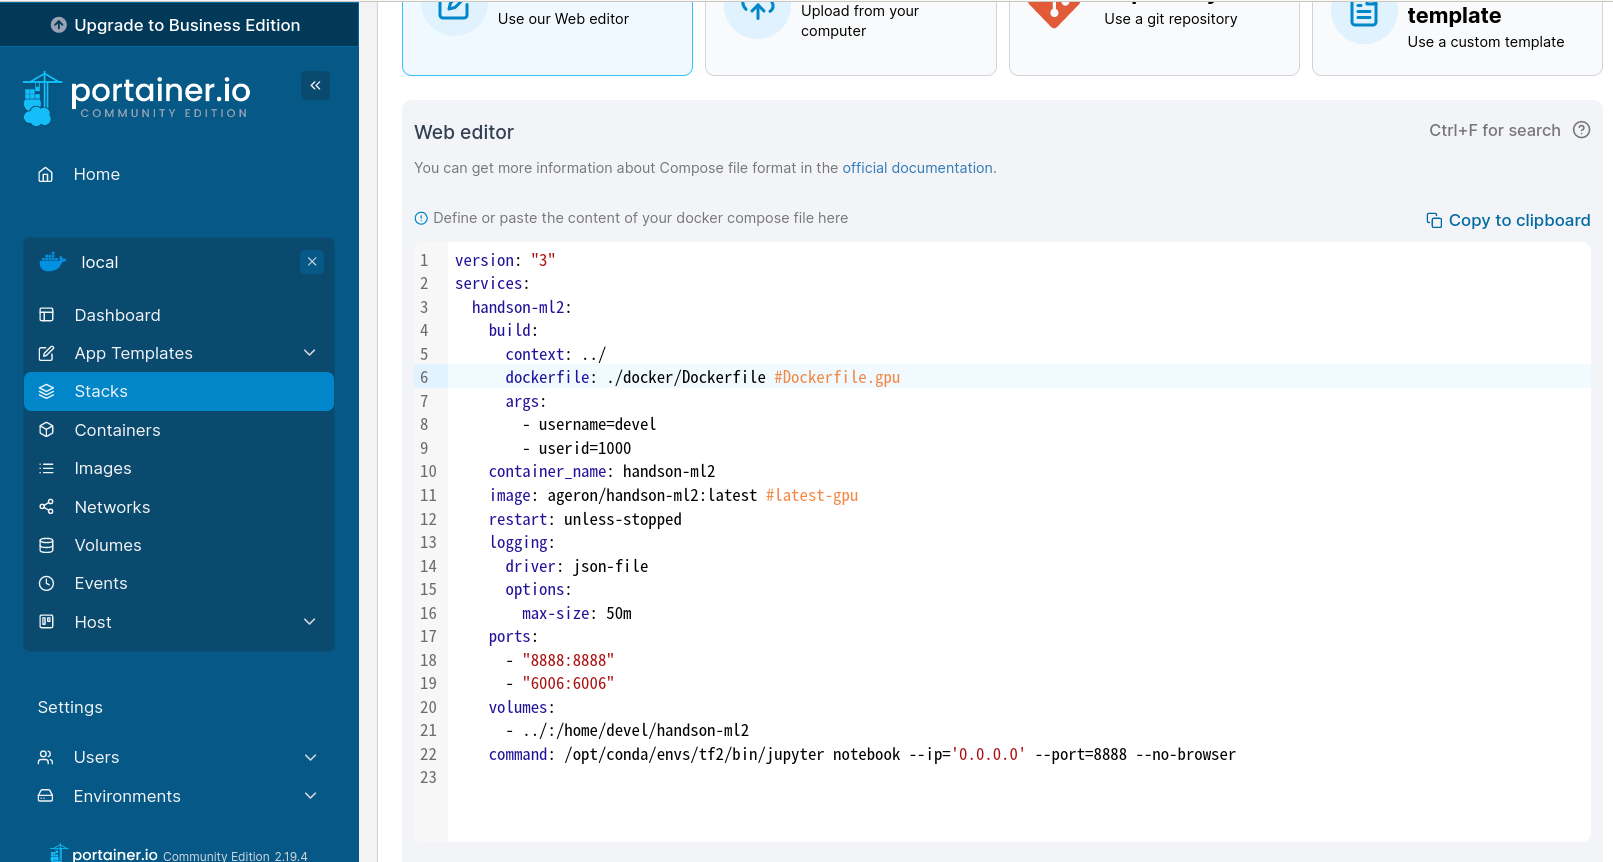 Upgrade to Business Edition
portainer.io
COMMUNITY EDITION
Home
local
Dashboard
App Templates
Stacks
Containers
Images
Networks
Volumes
Events
Host
Settings
Users
Environments
portainer.io Community Edition 2.19.4
Use our Web editor
Upload from your
computer
Use a git repository
template
Use a custom template
Web editor
Ctrl+F for search
You can get more information about Compose file format in the official documentation.
Define or paste the content of your docker compose file here
Copy to clipboard
1 version: "3"
2 services:
3   handson-ml2:
4     build:
5       context: ../
6       dockerfile: ./docker/Dockerfile #Dockerfile.gpu
7       args:
8         - username=devel
9         - userid=1000
10     container_name: handson-ml2
11     image: ageron/handson-ml2:latest #latest-gpu
12     restart: unless-stopped
13     logging:
14       driver: json-file
15       options:
16         max-size: 50m
17     ports:
18       - "8888:8888"
19       - "6006:6006"
20     volumes:
21       - ../:/home/devel/handson-ml2
22     command: /opt/conda/envs/tf2/bin/jupyter notebook --ip='0.0.0.0' --port=8888 --no-browser
23